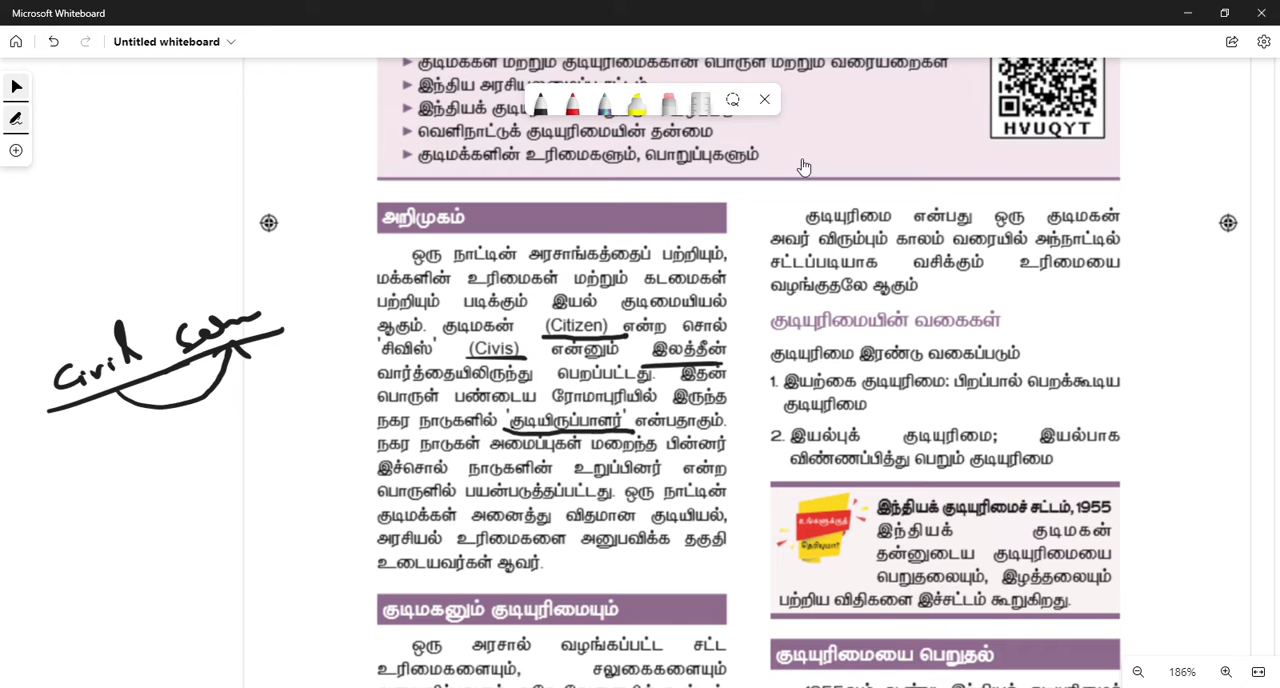 Microsoft Whiteboard
Untitled whiteboard
குடிமக்கள் மற்றும் குடியுரிமைக்கான பொருள் மற்றும் வரையறைகள்
இந்திய அரசியலமைப்பு சட்டம்
இந்தியக்
வெளிநாட்டுக் குடியுரிமையின் தன்மை
குடிமக்களின் உரிமைகளும், பொறுப்புகளும்
HVUQYT
அறிமுகம்
ஒரு நாட்டின் அரசாங்கத்தைப் பற்றியும்,
மக்களின் உரிமைகள் மற்றும் கடமைகள்
பற்றியும் படிக்கும் இயல் குடிமையியல்
ஆகும். குடிமகன் (Citizen) என்ற சொல்
'சிவிஸ்' (Civis) என்னும் இலத்தீன்
வார்த்தையிலிருந்து பெறப்பட்டது. இதன்
பொருள் பண்டைய ரோமாபுரியில் இருந்த
நகர நாடுகளில் 'குடியிருப்பாளர்' என்பதாகும்.
நகர நாடுகள் அமைப்புகள் மறைந்த பின்னர்
இச்சொல் நாடுகளின் உறுப்பினர் என்ற
பொருளில் பயன்படுத்தப்பட்டது. ஒரு நாட்டின்
குடிமக்கள் அனைத்து விதமான குடியியல்,
அரசியல் உரிமைகளை அனுபவிக்க தகுதி
உடையவர்கள் ஆவர்.
குடிமகனும் குடியுரிமையும்
ஒரு அரசால் வழங்கப்பட்ட சட்ட
உரிமைகளையும், சலுகைகளையும்
குடியுரிமை என்பது ஒரு குடிமகன்
அவர் விரும்பும் காலம் வரையில் அந்நாட்டில்
சட்டப்படியாக வசிக்கும் உரிமையை
வழங்குதலே ஆகும்
குடியுரிமையின் வகைகள்
குடியுரிமை இரண்டு வகைப்படும்
1. இயற்கை குடியுரிமை: பிறப்பால் பெறக்கூடிய
குடியுரிமை
2. இயல்புக் குடியுரிமை; இயல்பாக
விண்ணப்பித்து பெறும் குடியுரிமை
உங்களுக்குத்
தெரியுமா?
இந்தியக் குடியுரிமைச் சட்டம், 1955
இந்தியக் குடிமகன்
தன்னுடைய குடியுரிமையை
பெறுதலையும், இழத்தலையும்
பற்றிய விதிகளை இச்சட்டம் கூறுகிறது.
குடியுரிமையை பெறுதல்
Civil
186%